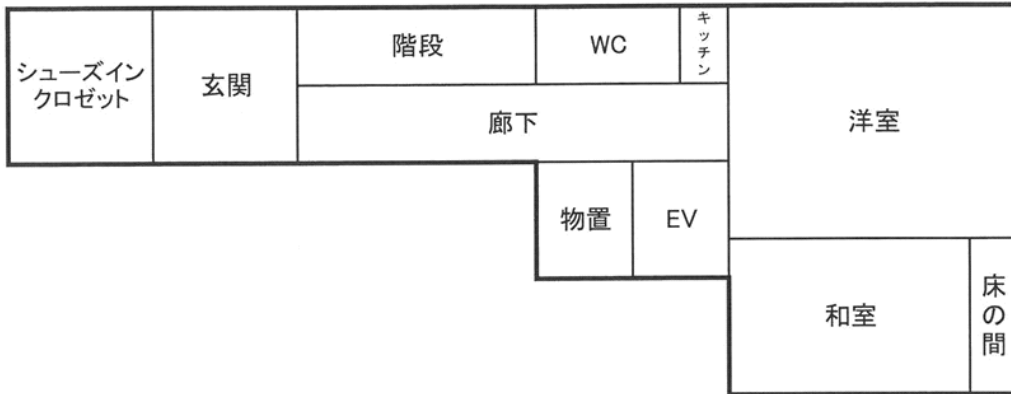 シューズイン
クロゼット
玄関
階段
WC
キッチン
廊下
洋室
物置
EV
和室
床の間